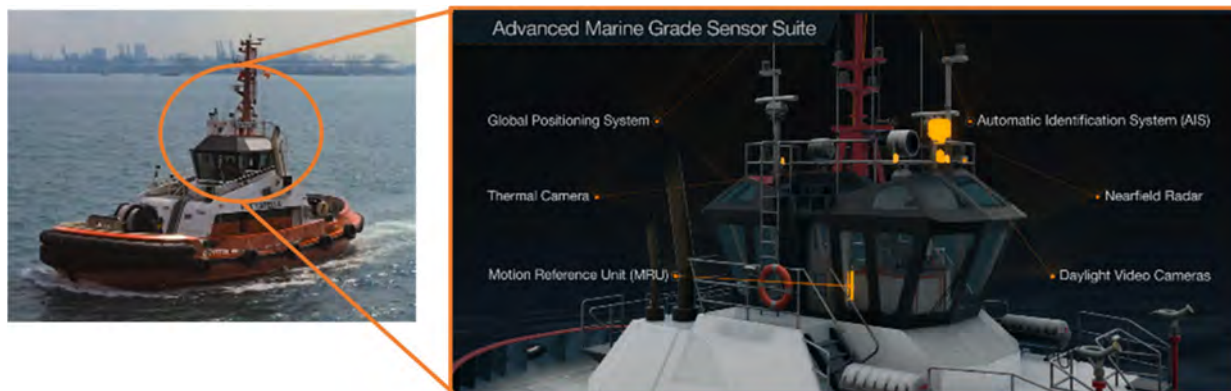 Advanced Marine Grade Sensor Suite
Global Positioning System
Automatic Identification System (AIS)
Thermal Camera
Nearfield Radar
Motion Reference Unit (MRU)
Daylight Video Cameras